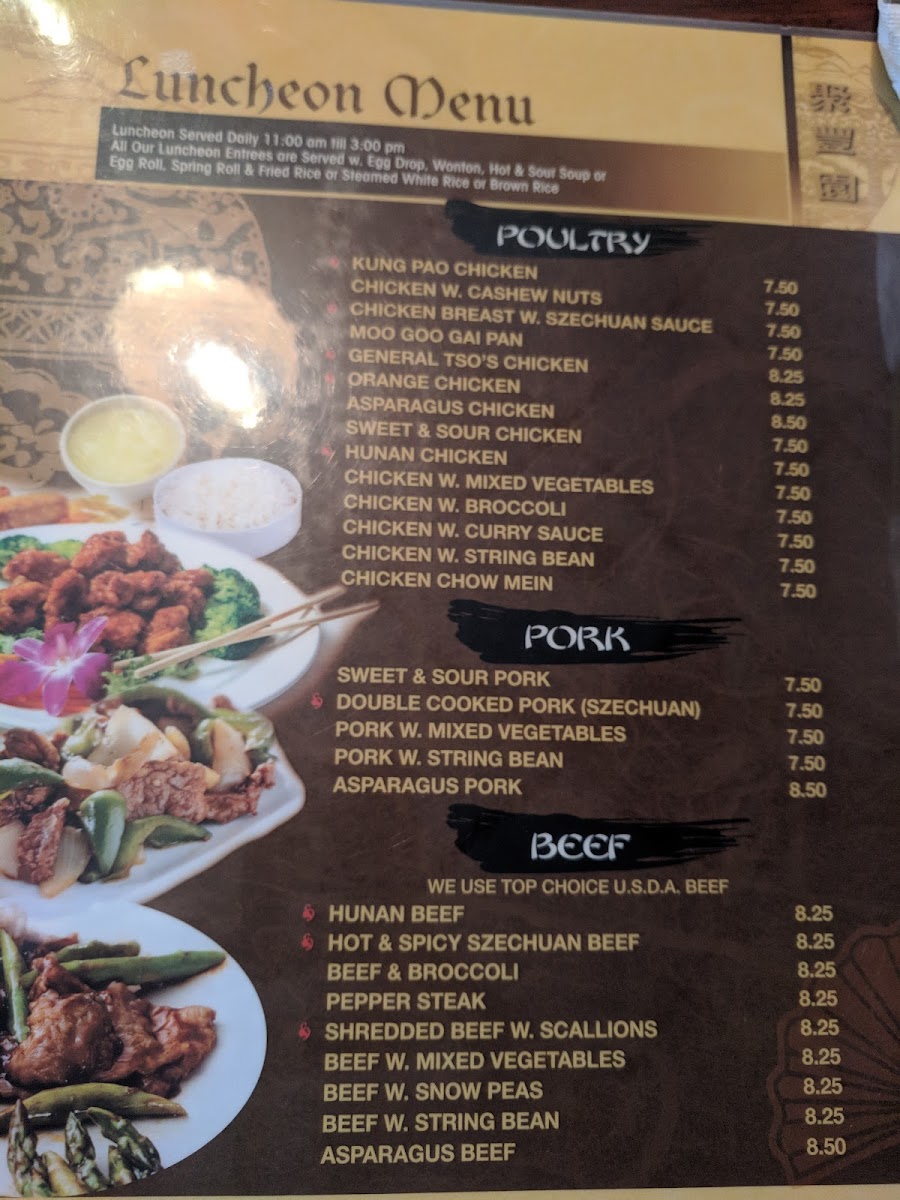 Luncheon Menu
聚豐園
Luncheon Served Daily 11:00 am till 3:00 pm
All Our Luncheon Entrees are Served w. Egg Drop, Wonton, Hot & Sour Soup or
Egg Roll, Spring Roll & Fried Rice or Steamed White Rice or Brown Rice
POULTRY
KUNG PAO CHICKEN 7.50
CHICKEN W. CASHEW NUTS 7.50
CHICKEN BREAST W. SZECHUAN SAUCE 7.50
MOO GOO GAI PAN 7.50
GENERAL TSO'S CHICKEN 8.25
ORANGE CHICKEN 8.25
ASPARAGUS CHICKEN 8.50
SWEET & SOUR CHICKEN 7.50
HUNAN CHICKEN 7.50
CHICKEN W. MIXED VEGETABLES 7.50
CHICKEN W. BROCCOLI 7.50
CHICKEN W. CURRY SAUCE 7.50
CHICKEN W. STRING BEAN 7.50
CHICKEN CHOW MEIN 7.50
PORK
SWEET & SOUR PORK 7.50
DOUBLE COOKED PORK (SZECHUAN) 7.50
PORK W. MIXED VEGETABLES 7.50
PORK W. STRING BEAN 7.50
ASPARAGUS PORK 8.50
BEEF
WE USE TOP CHOICE U.S.D.A. BEEF
HUNAN BEEF 8.25
HOT & SPICY SZECHUAN BEEF 8.25
BEEF & BROCCOLI 8.25
PEPPER STEAK 8.25
SHREDDED BEEF W. SCALLIONS 8.25
BEEF W. MIXED VEGETABLES 8.25
BEEF W. SNOW PEAS 8.25
BEEF W. STRING BEAN 8.25
ASPARAGUS BEEF 8.50